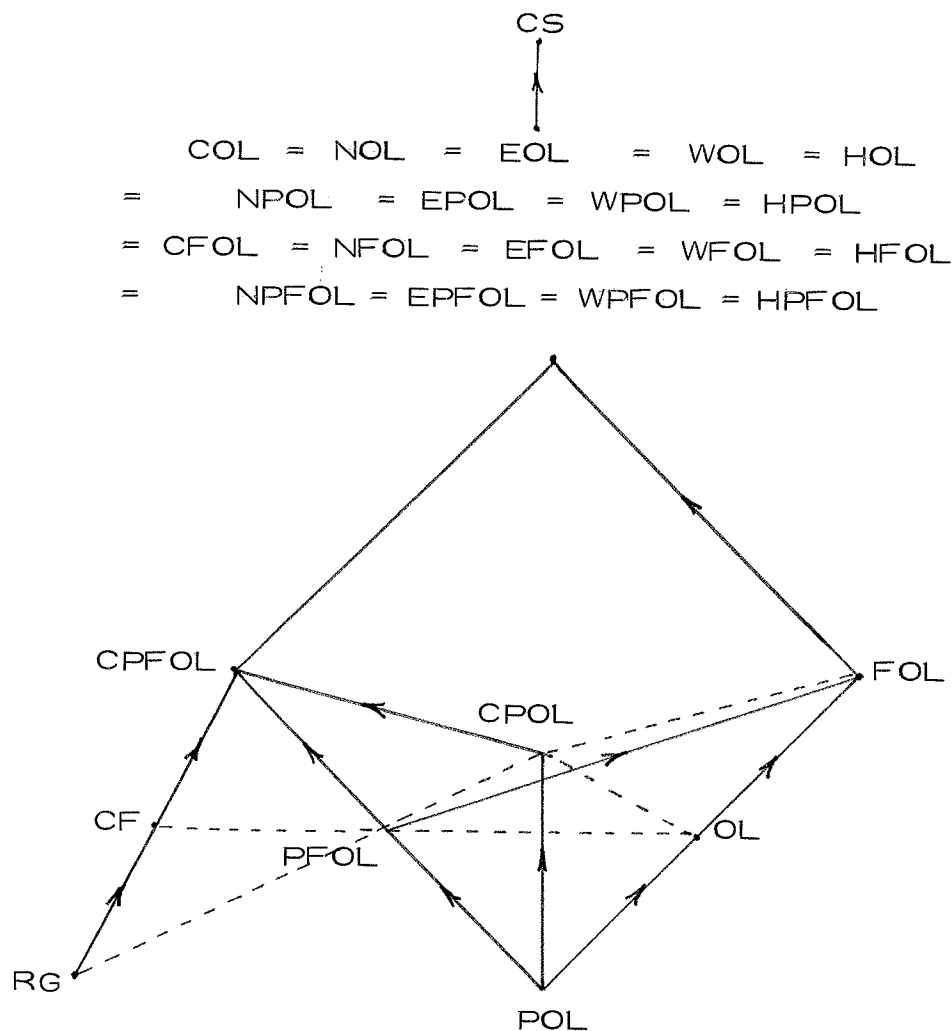 CS
COL = NOL = EOL = WOL = HOL
= NPOL = EPOL = WPOL = HPOL
= CFOL = NFOL = EFOL = WFOL = HFOL
= NPFOL = EPFOL = WPFOL = HPFOL
CPFOL
FOL
CPOL
CF
OL
PFOL
RG
POL